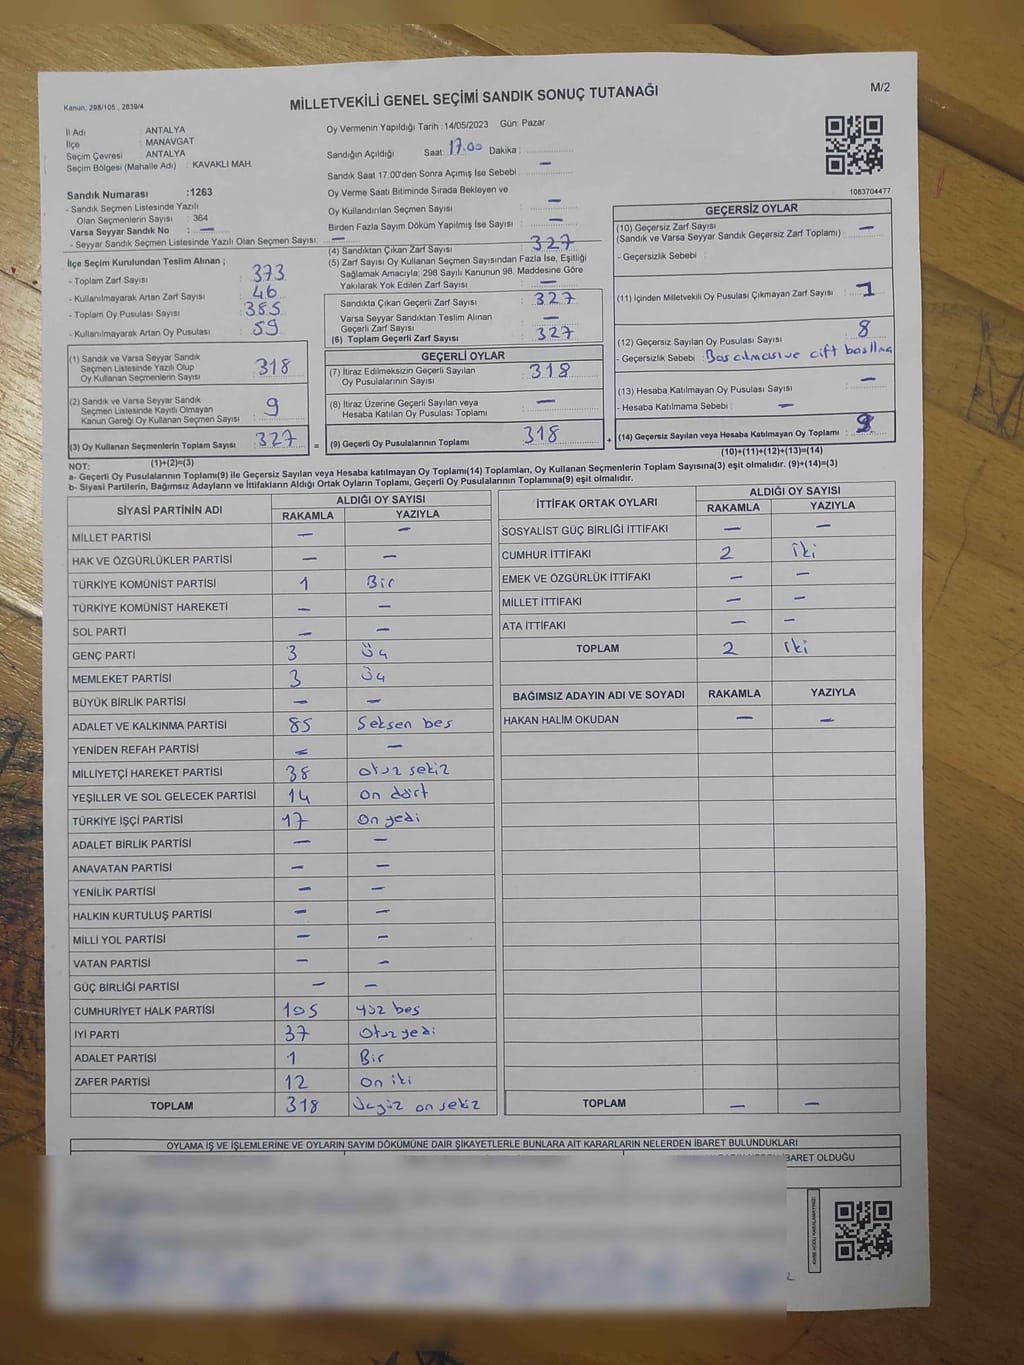 Kanun, 298/105 , 2839/4
MİLLETVEKİLİ GENEL SEÇİMİ SANDIK SONUÇ TUTANAĞI
M/2
İl Adı : ANTALYA
İlçe : MANAVGAT
Seçim Çevresi : ANTALYA
Seçim Bölgesi (Mahalle Adı) : KAVAKLI MAH.
Oy Vermenin Yapıldığı Tarih :14/05/2023 Gün: Pazar
Sandığın Açıldığı Saat: 17.00 Dakika :
Sandık Saat 17:00'den Sonra Açımış İse Sebebi : —
Oy Verme Saati Bitiminde Sırada Bekleyen ve
Oy Kullandırılan Seçmen Sayısı —
Birden Fazla Sayım Döküm Yapılmış İse Sayısı : —
Sandık Numarası :1263
- Sandık Seçmen Listesinde Yazılı
Olan Seçmenlerin Sayısı : 364
Varsa Seyyar Sandık No : —
- Seyyar Sandık Seçmen Listesinde Yazılı Olan Seçmen Sayısı: —
İlçe Seçim Kurulundan Teslim Alınan ;
- Toplam Zarf Sayısı 373
- Kullanılmayarak Artan Zarf Sayısı 46
- Toplam Oy Pusulası Sayısı 385
- Kullanılmayarak Artan Oy Pusulası 59
(1) Sandık ve Varsa Seyyar Sandık
Seçmen Listesinde Yazılı Olup
Oy Kullanan Seçmenlerin Sayısı 318
(2) Sandık ve Varsa Seyyar Sandık
Seçmen Listesinde Kayıtlı Olmayan
Kanun Gereği Oy Kullanan Seçmen Sayısı 9
(3) Oy Kullanan Seçmenlerin Toplam Sayısı 327 =
(1)+(2)=(3)
(4) Sandıktan Çıkan Zarf Sayısı 327
(5) Zarf Sayısı Oy Kullanan Seçmen Sayısından Fazla İse, Eşitliği
Sağlamak Amacıyla; 298 Sayılı Kanunun 98. Maddesine Göre
Yakılarak Yok Edilen Zarf Sayısı —
Sandıkta Çıkan Geçerli Zarf Sayısı 327
Varsa Seyyar Sandıktan Teslim Alınan
Geçerli Zarf Sayısı —
(6) Toplam Geçerli Zarf Sayısı 327
GEÇERLİ OYLAR
(7) İtiraz Edilmeksizin Geçerli Sayılan
Oy Pusulalarının Sayısı 318
(8) İtiraz Üzerine Geçerli Sayılan veya
Hesaba Katılan Oy Pusulası Toplamı —
(9) Geçerli Oy Pusulalarının Toplamı 318 +
1083704477
GEÇERSİZ OYLAR
(10) Geçersiz Zarf Sayısı
(Sandık ve Varsa Seyyar Sandık Geçersiz Zarf Toplamı) : —
- Geçersizlik Sebebi :
(11) İçinden Milletvekili Oy Pusulası Çıkmayan Zarf Sayısı : 1
(12) Geçersiz Sayılan Oy Pusulası Sayısı : 8
- Geçersizlik Sebebi
(13) Hesaba Katılmayan Oy Pusulası Sayısı : —
- Hesaba Katılmama Sebebi : —
(14) Geçersiz Sayılan veya Hesaba Katılmayan Oy Toplamı : 9
(10)+(11)+(12)+(13)=(14)
NOT:
a- Geçerli Oy Pusulalarının Toplamı(9) ile Geçersiz Sayılan veya Hesaba katılmayan Oy Toplamı(14) Toplamları, Oy Kullanan Seçmenlerin Toplam Sayısına(3) eşit olmalıdır. (9)+(14)=(3)
b- Siyasi Partilerin, Bağımsız Adayların ve İttifakların Aldığı Ortak Oyların Toplamı, Geçerli Oy Pusulalarının Toplamına(9) eşit olmalıdır.
SİYASİ PARTİNİN ADI
ALDIĞI OY SAYISI
RAKAMLA YAZIYLA
MİLLET PARTİSİ — —
HAK VE ÖZGÜRLÜKLER PARTİSİ — —
TÜRKİYE KOMÜNİST PARTİSİ 1 Bir
TÜRKİYE KOMÜNİST HAREKETİ — —
SOL PARTİ — —
GENÇ PARTİ 3 Üç
MEMLEKET PARTİSİ 3 Üç
BÜYÜK BİRLİK PARTİSİ — —
ADALET VE KALKINMA PARTİSİ 85 Seksen beş
YENİDEN REFAH PARTİSİ — —
MİLLİYETÇİ HAREKET PARTİSİ 38 otuz sekiz
YEŞİLLER VE SOL GELECEK PARTİSİ 14 on dört
TÜRKİYE İŞÇİ PARTİSİ 17 on yedi
ADALET BİRLİK PARTİSİ — —
ANAVATAN PARTİSİ — —
YENİLİK PARTİSİ — —
HALKIN KURTULUŞ PARTİSİ — —
MİLLİ YOL PARTİSİ — —
VATAN PARTİSİ — —
GÜÇ BİRLİĞİ PARTİSİ — —
CUMHURİYET HALK PARTİSİ 105 yüz beş
İYİ PARTİ 37 Otuz yedi
ADALET PARTİSİ 1 Bir
ZAFER PARTİSİ 12 on iki
TOPLAM 318 Üçyüz on sekiz
İTTİFAK ORTAK OYLARI
ALDIĞI OY SAYISI
RAKAMLA YAZIYLA
SOSYALİST GÜÇ BİRLİĞİ İTTİFAKI — —
CUMHUR İTTİFAKI 2 iki
EMEK VE ÖZGÜRLÜK İTTİFAKI — —
MİLLET İTTİFAKI — —
ATA İTTİFAKI — —
TOPLAM 2 iki
BAĞIMSIZ ADAYIN ADI VE SOYADI RAKAMLA YAZIYLA
HAKAN HALİM OKUDAN — —
TOPLAM — —
OYLAMA İŞ VE İŞLEMLERİNE VE OYLARIN SAYIM DÖKÜMÜNE DAİR ŞİKAYETLERLE BUNLARA AİT KARARLARIN NELERDEN İBARET BULUNDUKLARI
BARET OLDUĞU